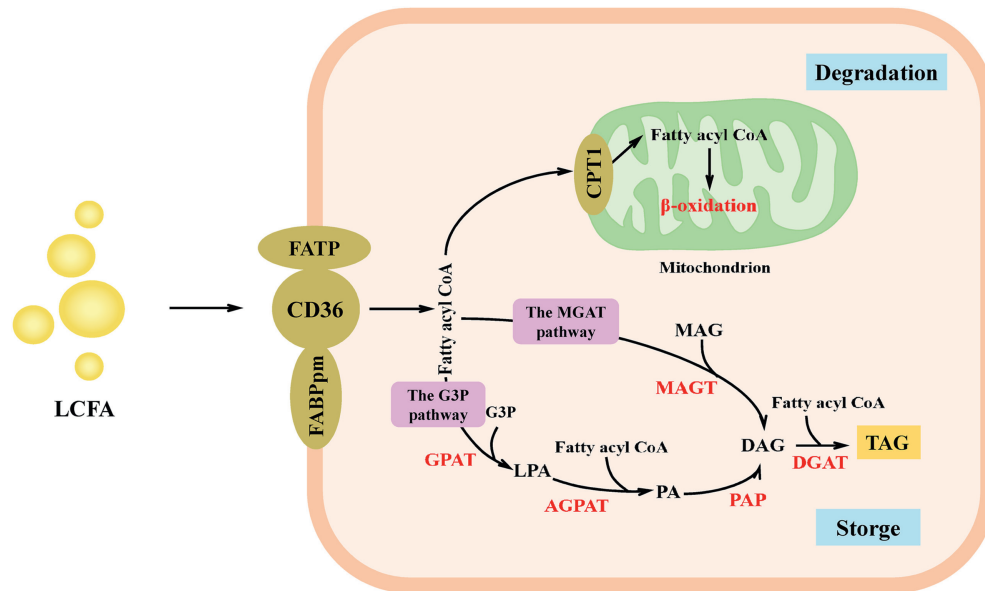 Degradation
Fatty acyl CoA
CPT1
β-oxidation
Mitochondrion
FATP
CD36
FABPpm
LCFA
Fatty acyl CoA
The MGAT
pathway
MAG
MAGT
The G3P
pathway
G3P
GPAT
LPA
Fatty acyl CoA
AGPAT
PA
PAP
DAG
Fatty acyl CoA
DGAT
TAG
Storge